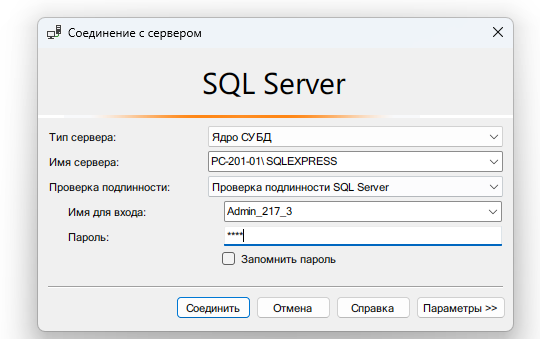 Соединение с сервером
SQL Server
Тип сервера: Ядро СУБД
Имя сервера: PC-201-01\ SQLEXPRESS
Проверка подлинности: Проверка подлинности SQL Server
Имя для входа: Admin_217_3
Пароль: ****
Запомнить пароль
Соединить Отмена Справка Параметры >>